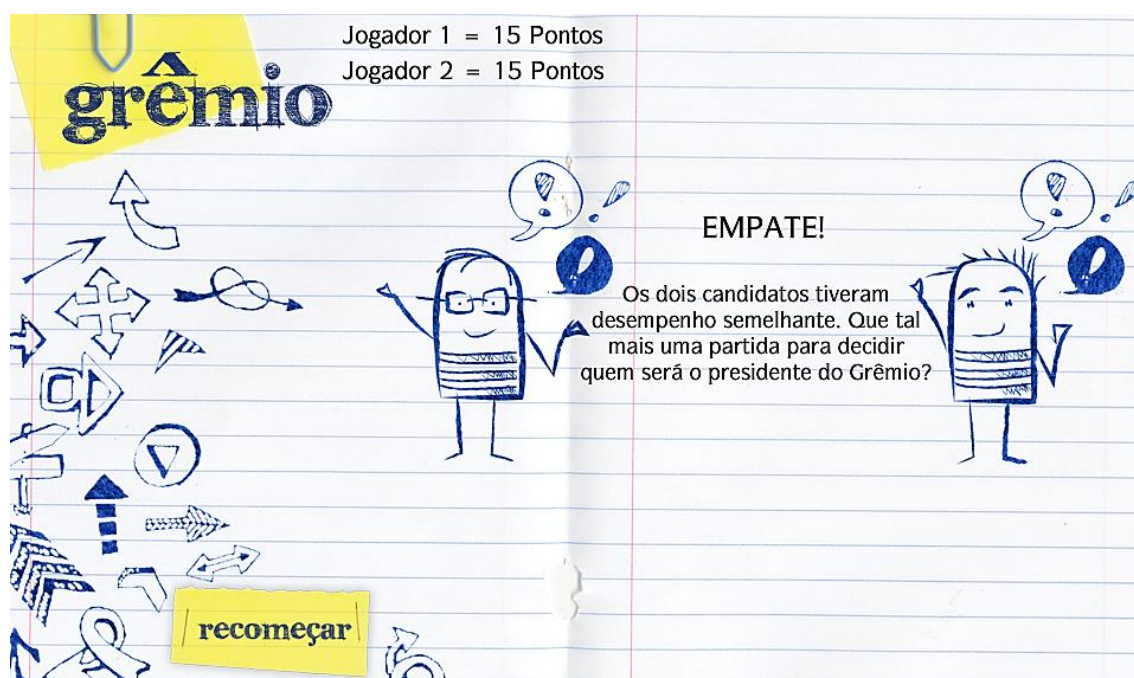 grêmio
Jogador 1 = 15 Pontos
Jogador 2 = 15 Pontos
EMPATE!
Os dois candidatos tiveram
desempenho semelhante. Que tal
mais uma partida para decidir
quem será o presidente do Grêmio?
recomeçar